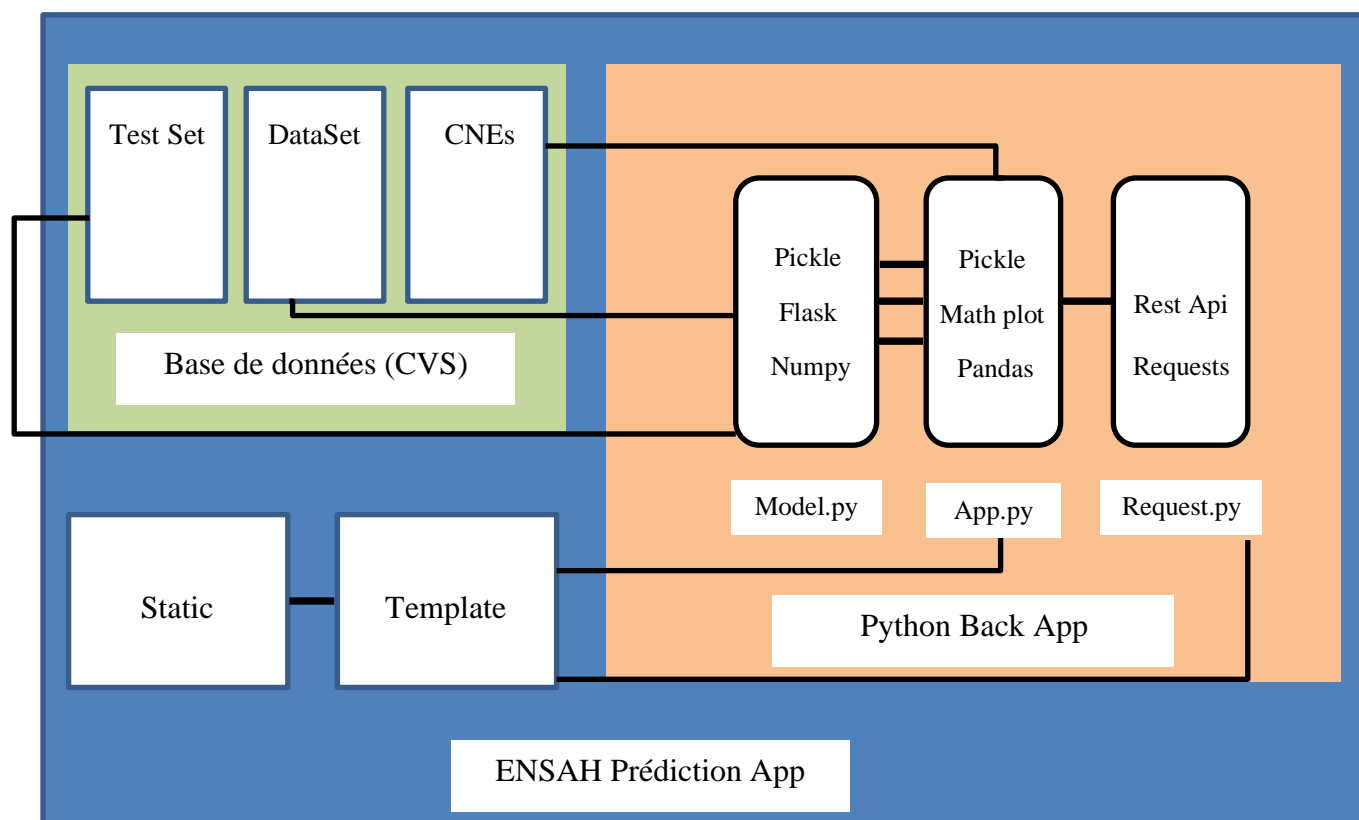 Test Set
DataSet
CNEs
Base de données (CVS)
Pickle
Flask
Numpy
Pickle
Math plot
Pandas
Rest Api
Requests
Model.py
App.py
Request.py
Static
Template
Python Back App
ENSAH Prédiction App